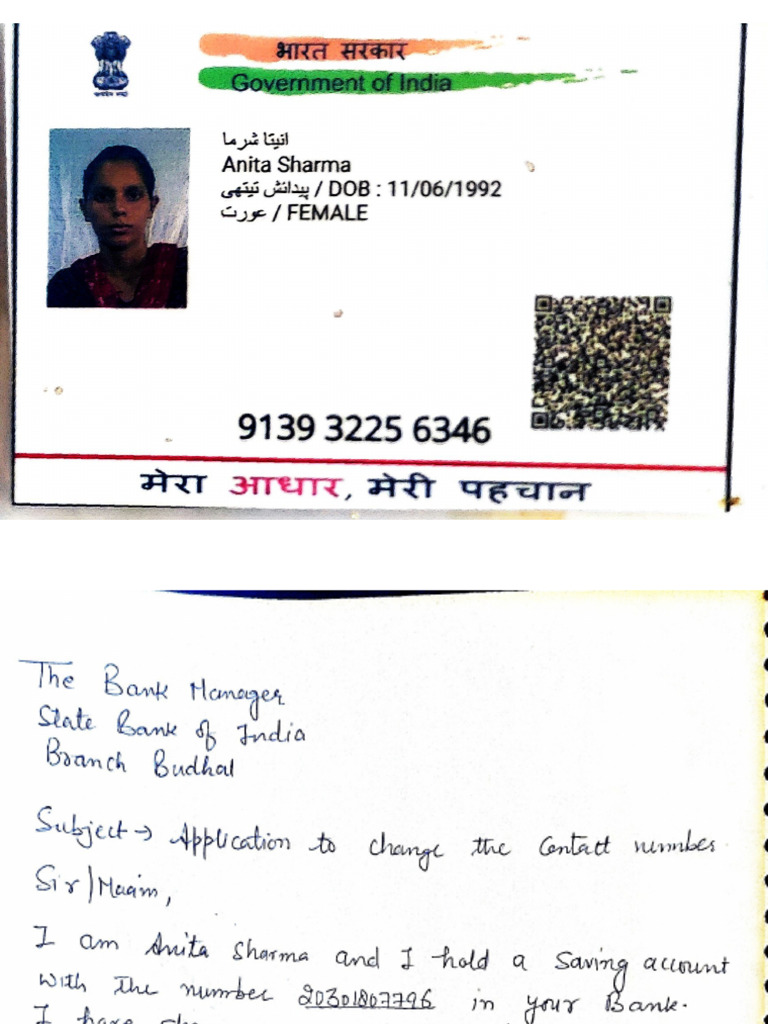 भारत सरकार
Government of India
انیتا شرما
Anita Sharma
پیدائش تیتھی / DOB : 11/06/1992
عورت / FEMALE
9139 3225 6346
मेरा आधार, मेरी पहचान
The Bank Manager
State Bank of India
Branch Budhal
Subject → Application to change the Contact number
Sir/Maam,
I am Anita Sharma and I hold a Saving account
with the number 20301807796 in your Bank.
I have